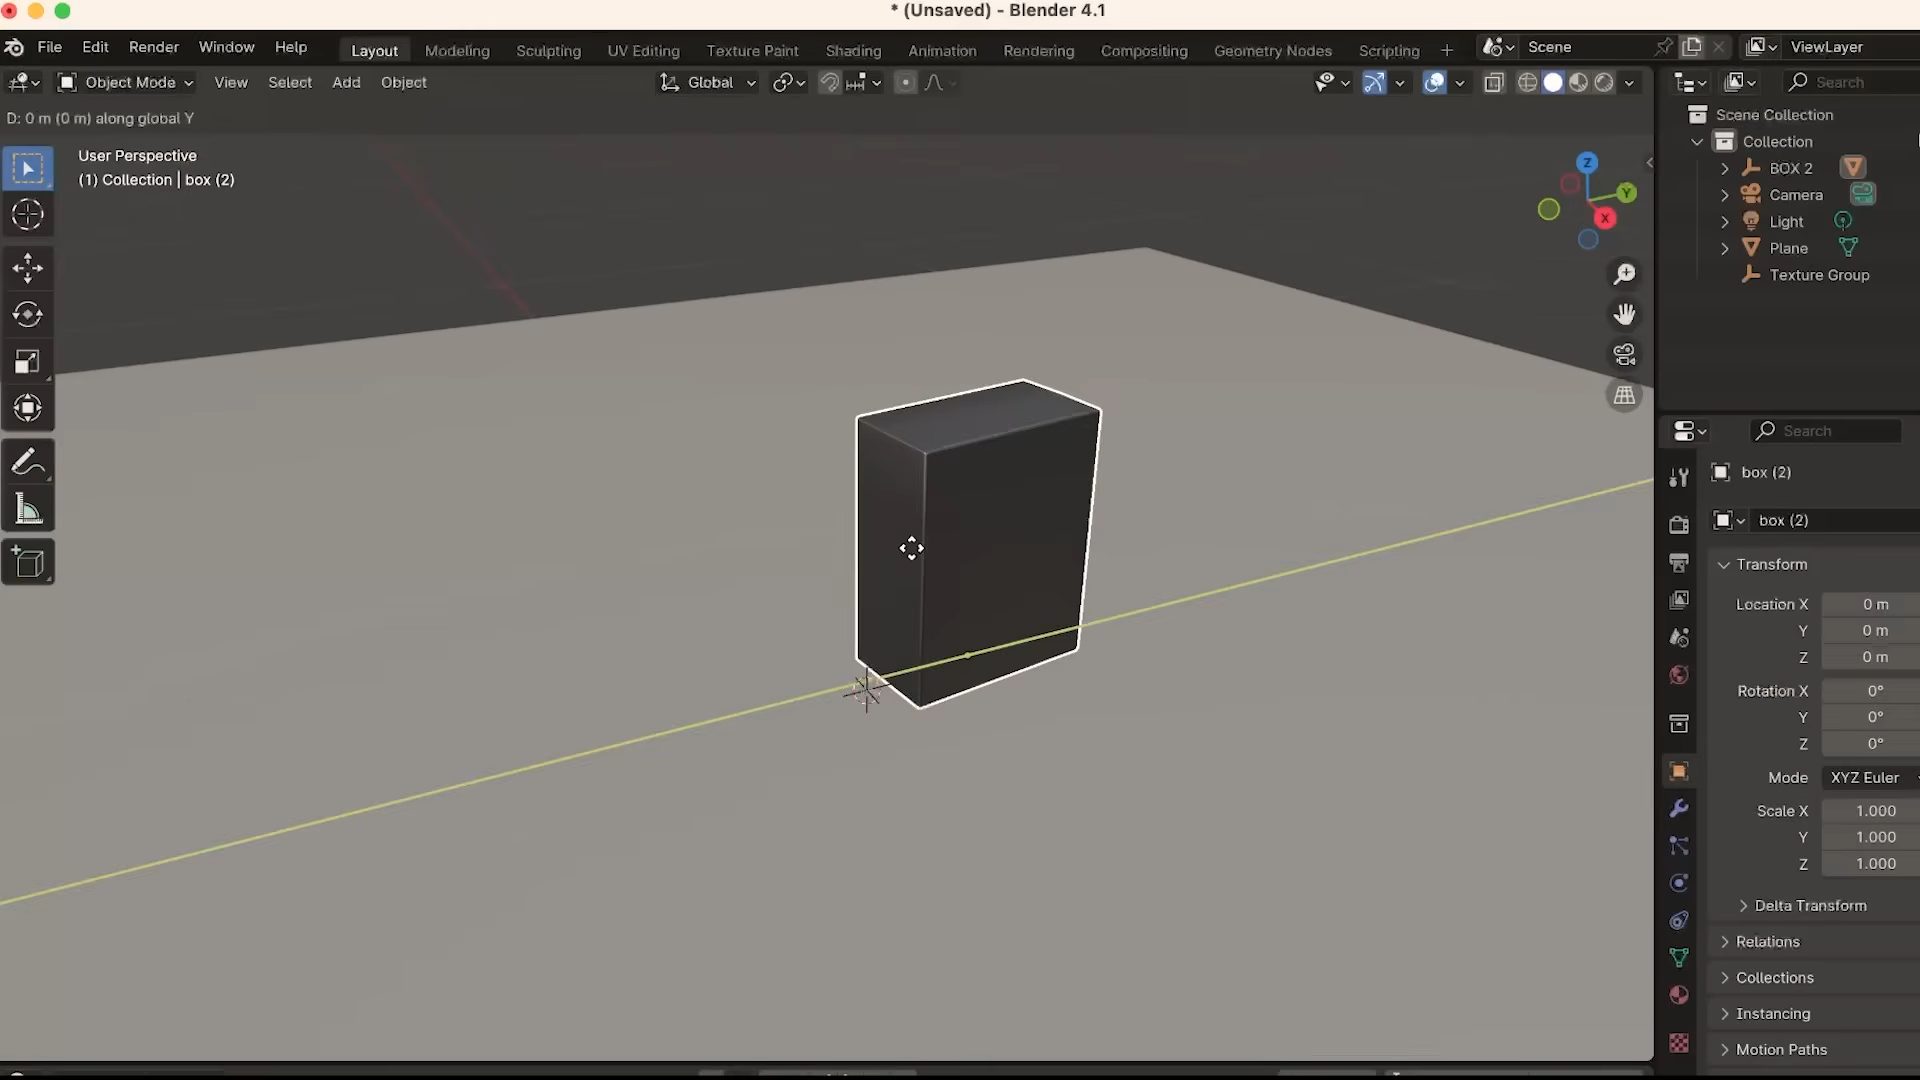 * (Unsaved) - Blender 4.1
File Edit Render Window Help
Layout Modeling Sculpting UV Editing Texture Paint Shading Animation Rendering Compositing Geometry Nodes Scripting +
Scene
ViewLayer
Object Mode View Select Add Object
Global
Search
D: 0 m (0 m) along global Y
User Perspective
(1) Collection | box (2)
Z
Y
X
Scene Collection
Collection
BOX 2
Camera
Light
Plane
Texture Group
Search
box (2)
box (2)
Transform
Location X 0 m
Y 0 m
Z 0 m
Rotation X 0°
Y 0°
Z 0°
Mode XYZ Euler
Scale X 1.000
Y 1.000
Z 1.000
Delta Transform
Relations
Collections
Instancing
Motion Paths